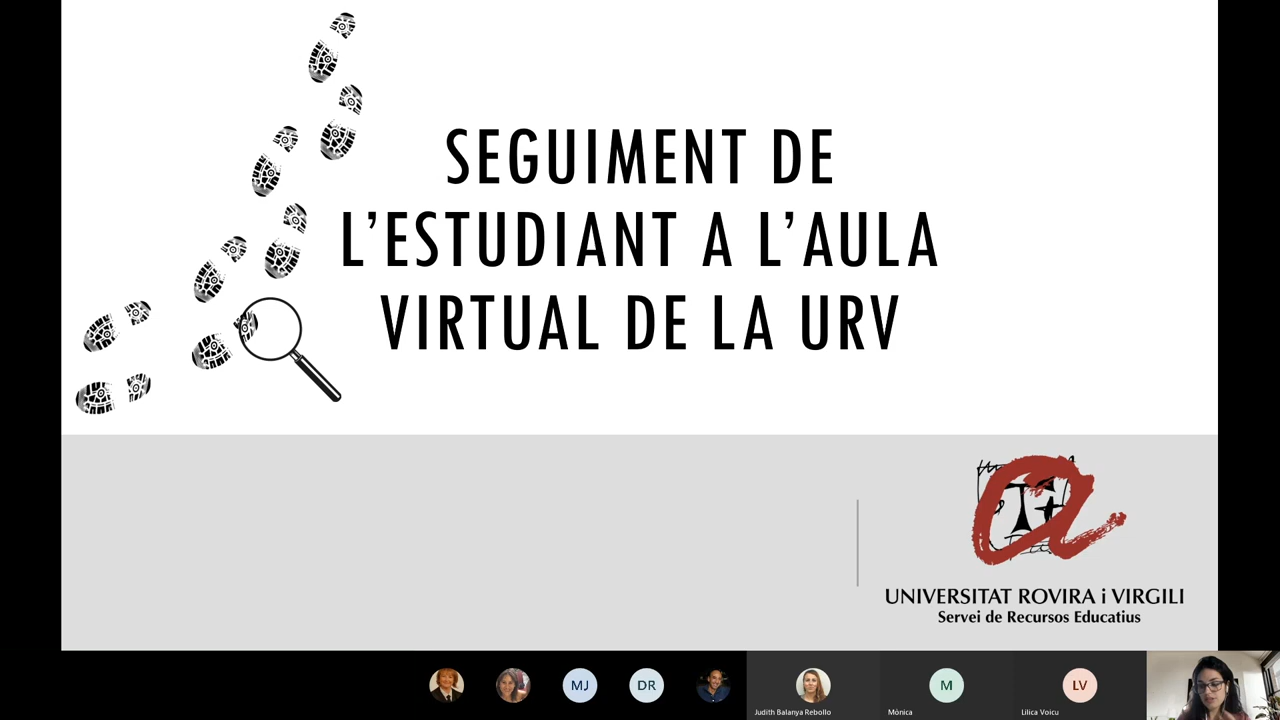 SEGUIMENT DE
L’ESTUDIANT A L’AULA
VIRTUAL DE LA URV
UNIVERSITAT ROVIRA i VIRGILI
Servei de Recursos Educatius
MJ
DR
M
LV
Judith Balanya Rebollo
Mònica
Lilica Voicu